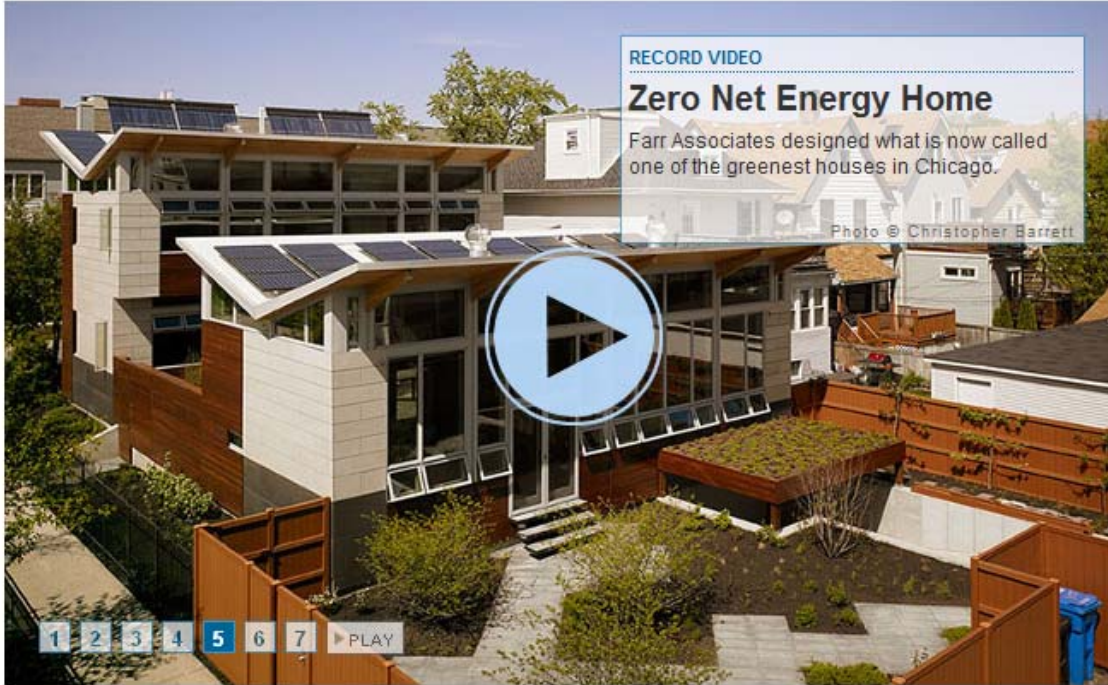 RECORD VIDEO
Zero Net Energy Home
Farr Associates designed what is now called
one of the greenest houses in Chicago.
Photo © Christopher Barrett
1 2 3 4 5 6 7 PLAY